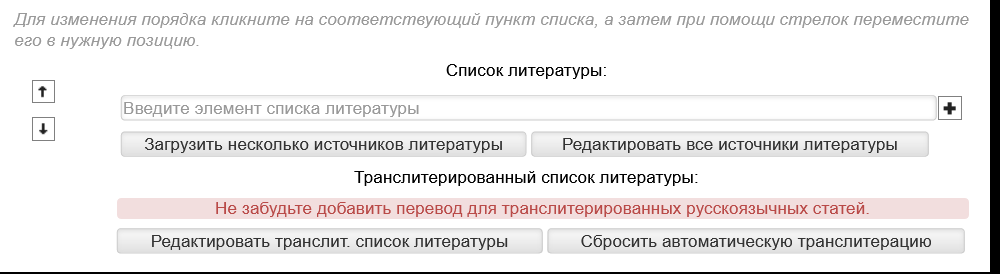 Для изменения порядка кликните на соответствующий пункт списка, а затем при помощи стрелок переместите
его в нужную позицию.
Список литературы:
Введите элемент списка литературы
Загрузить несколько источников литературы
Редактировать все источники литературы
Транслитерированный список литературы:
Не забудьте добавить перевод для транслитерированных русскоязычных статей.
Редактировать транслит. список литературы
Сбросить автоматическую транслитерацию